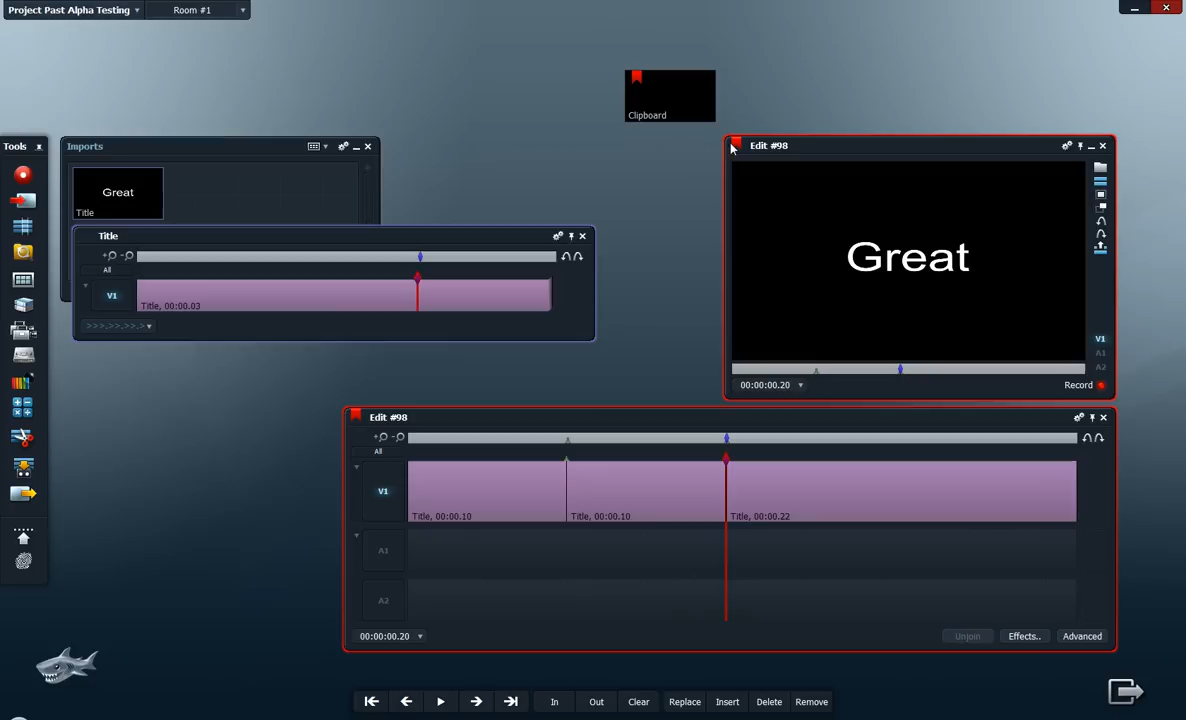 Project Past Alpha Testing
Room #1
Clipboard
Tools
Imports
Great
Title
Title
All
V1
Title, 00:00.03
>>>.>>.>>.>
Edit #98
Great
V1
A1
A2
00:00:00.20
Record
Edit #98
All
V1
Title, 00:00.10
Title, 00:00.10
Title, 00:00.22
A1
A2
00:00:00.20
Unjoin
Effects..
Advanced
In
Out
Clear
Replace
Insert
Delete
Remove